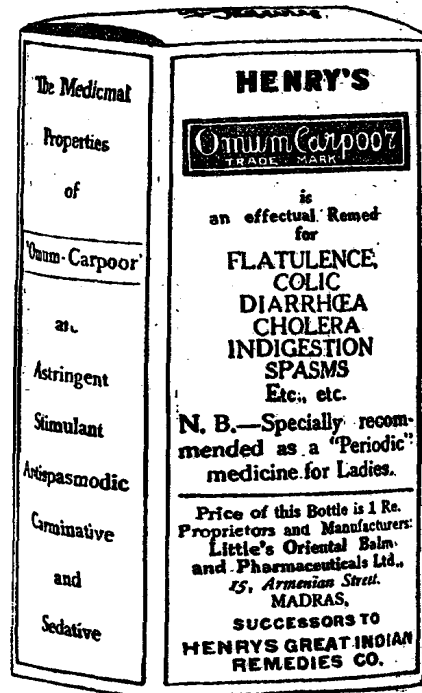 The Medicmal
Properties
of
'Omum-Carpoor'
are
Astringent
Stimulant
Antispasmodic
Carminative
and
Sedative
HENRY'S
Omum Carpoor
TRADE MARK
is
an effectual Remed
for
FLATULENCE,
COLIC
DIARRHŒA
CHOLERA
INDIGESTION
SPASMS
Etc., etc.
N. B.—Specially recom-
mended as a "Periodic"
medicine for Ladies.
Price of this Bottle is 1 Re.
Proprietors and Manufacturers:
Little's Oriental Balm
and Pharmaceuticals Ltd.,
15, Armenian Street.
MADRAS,
SUCCESSORS TO
HENRYS GREAT INDIAN
REMEDIES CO.